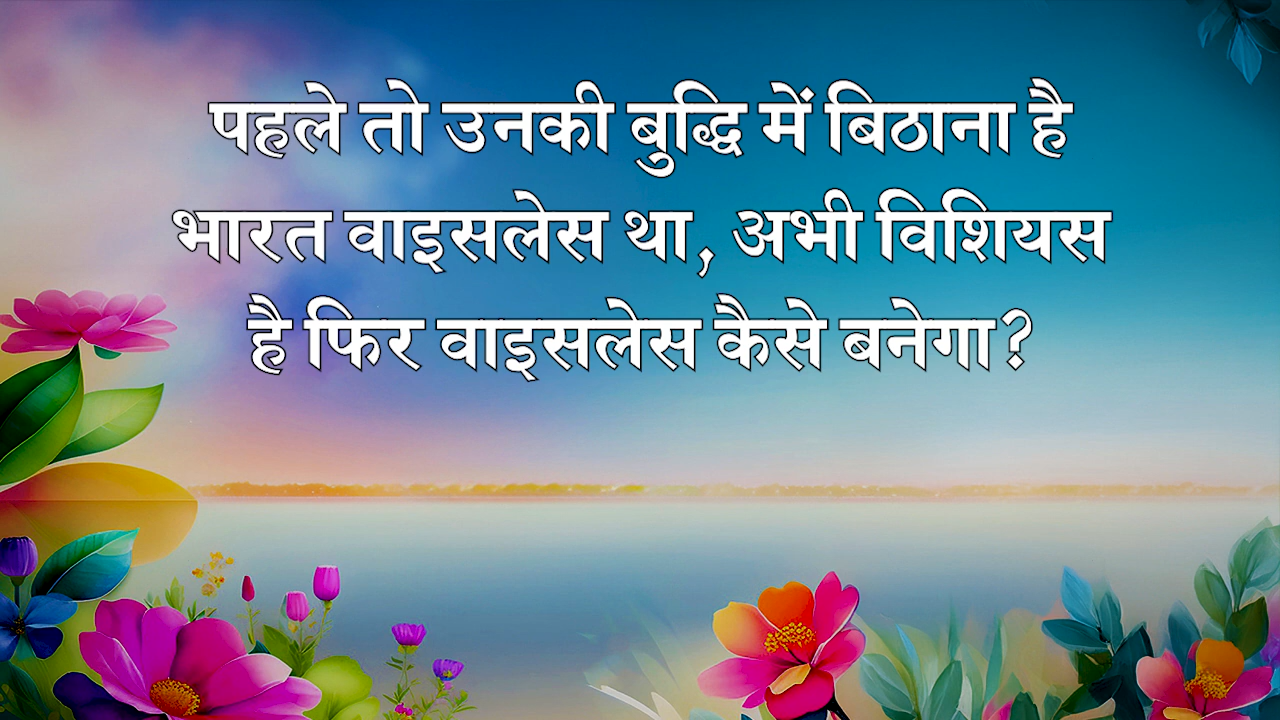 पहले तो उनकी बुद्धि में बिठाना है
भारत वाइसलेस था, अभी विशियस
है फिर वाइसलेस कैसे बनेगा?